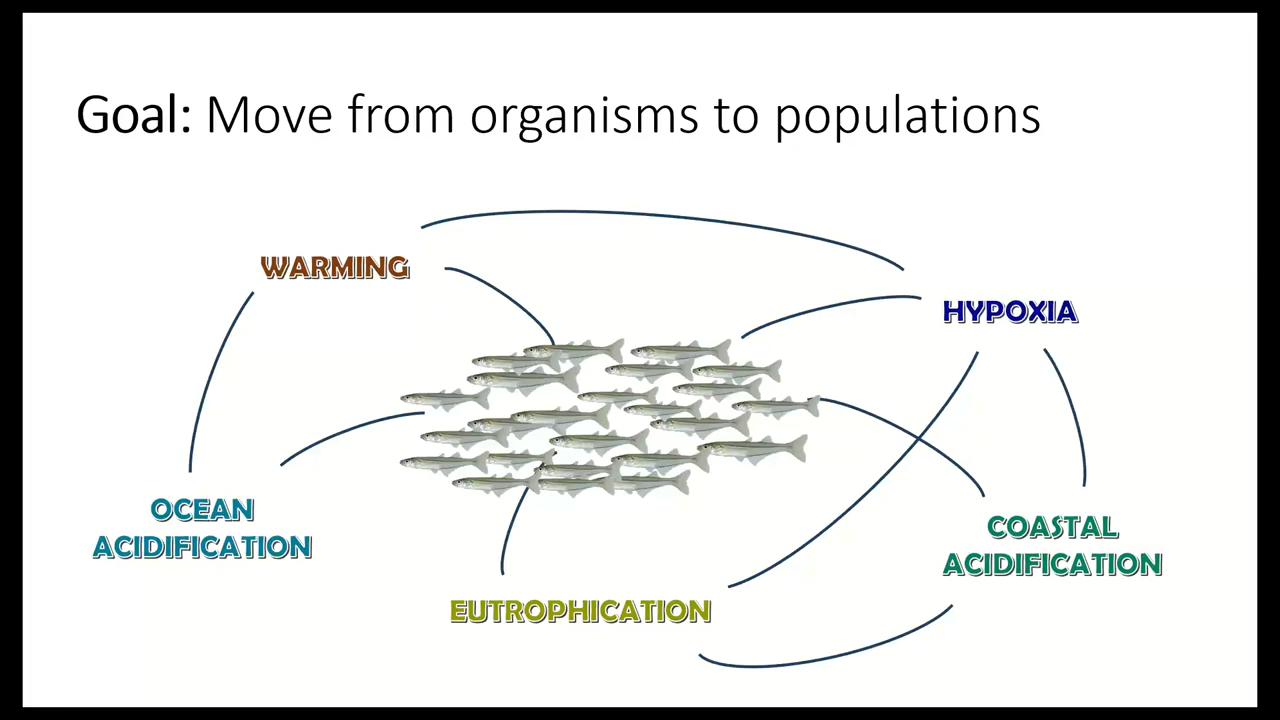 Goal: Move from organisms to populations
WARMING
HYPOXIA
OCEAN
ACIDIFICATION
COASTAL
ACIDIFICATION
EUTROPHICATION